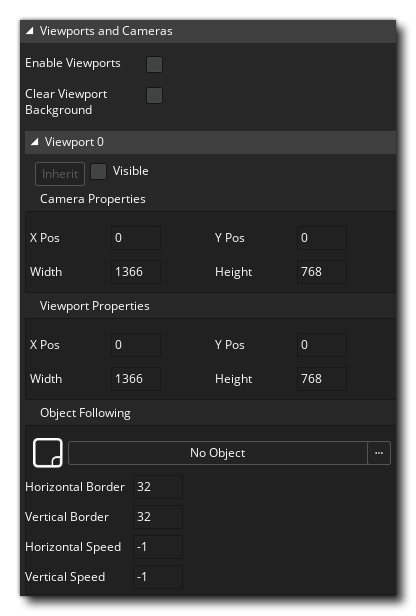 Viewports and Cameras
Enable Viewports
Clear Viewport
Background
Viewport 0
Inherit Visible
Camera Properties
X Pos 0 Y Pos 0
Width 1366 Height 768
Viewport Properties
X Pos 0 Y Pos 0
Width 1366 Height 768
Object Following
No Object ...
Horizontal Border 32
Vertical Border 32
Horizontal Speed -1
Vertical Speed -1